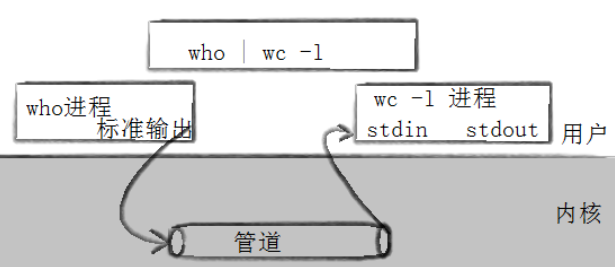 who | wc -l
who进程
标准输出
wc -l 进程
stdin stdout
用户
内核
管道